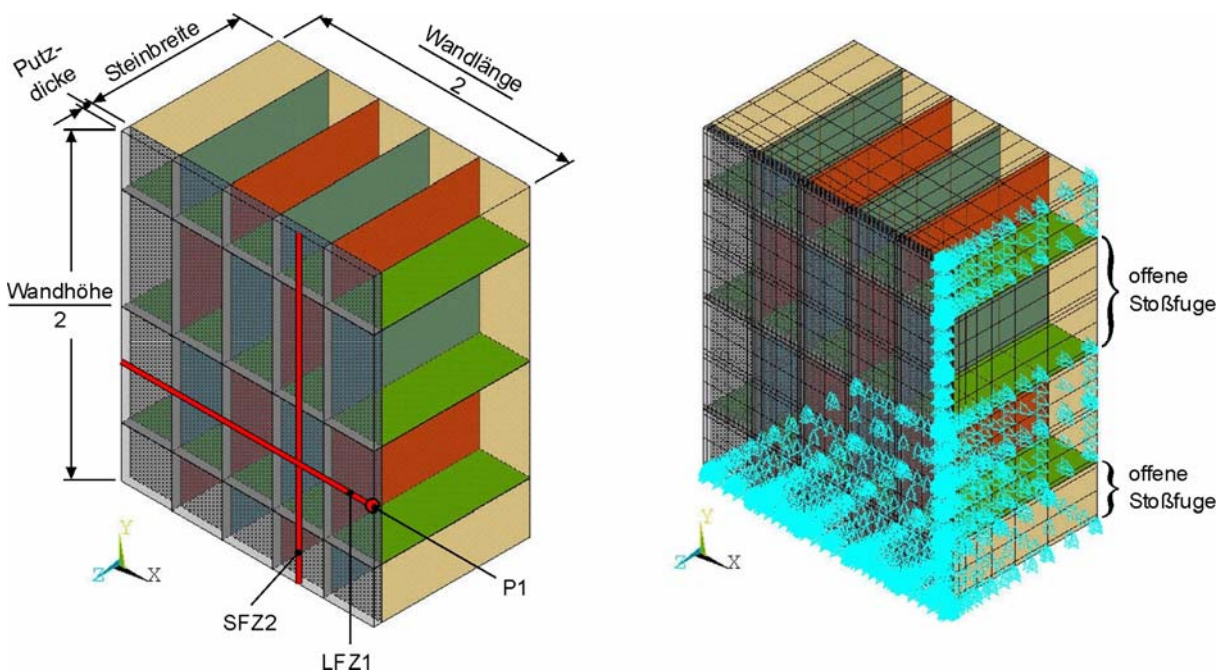 Putz-
dicke
Steinbreite
Wandlänge
2
Wandhöhe
2
Y
Z
X
SFZ2
LFZ1
P1
offene
Stoßfuge
offene
Stoßfuge
Y
Z
X